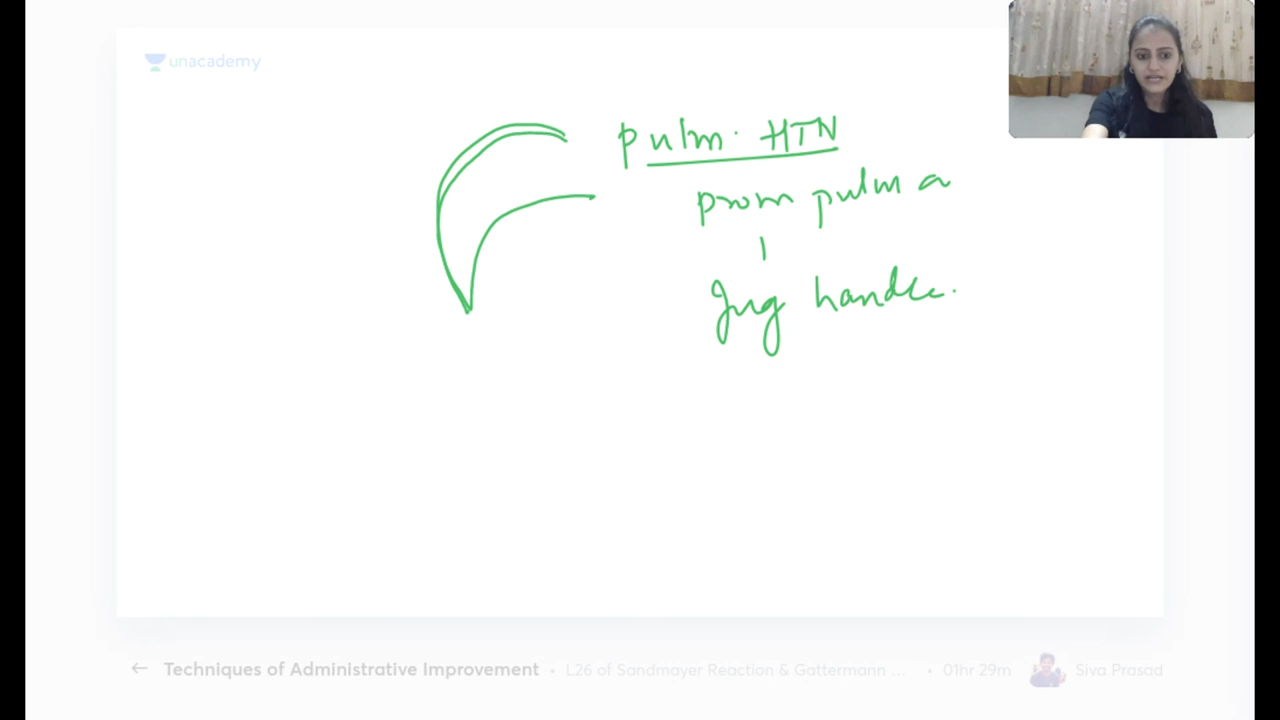 unacademy
pulm. HTN
prom pulm a
Jug handle.
← Techniques of Administrative Improvement • L26 of Sandmayer Reaction & Gattermann ... • 01hr 29m Siva Prasad